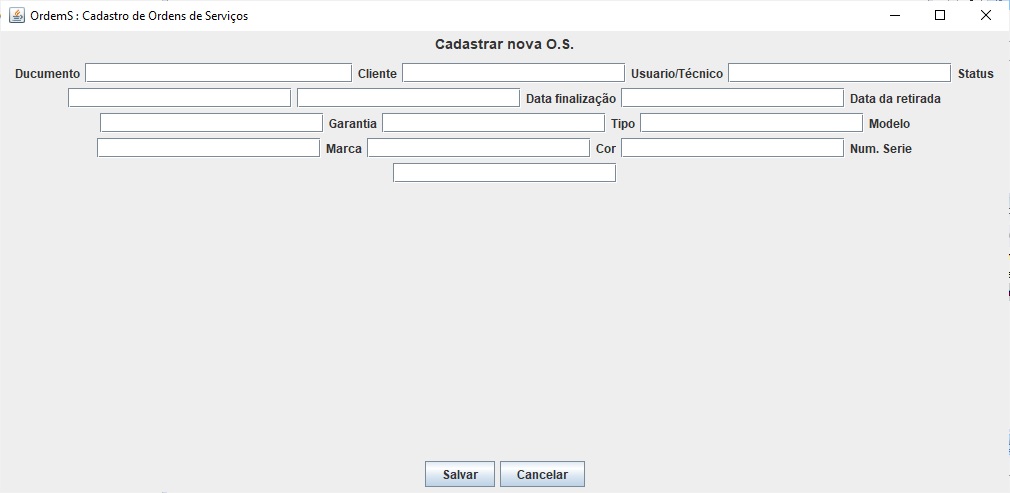 OrdemS : Cadastro de Ordens de Serviços
Cadastrar nova O.S.
Ducumento Cliente Usuario/Técnico Status
Data finalização Data da retirada
Garantia Tipo Modelo
Marca Cor Num. Serie
Salvar Cancelar